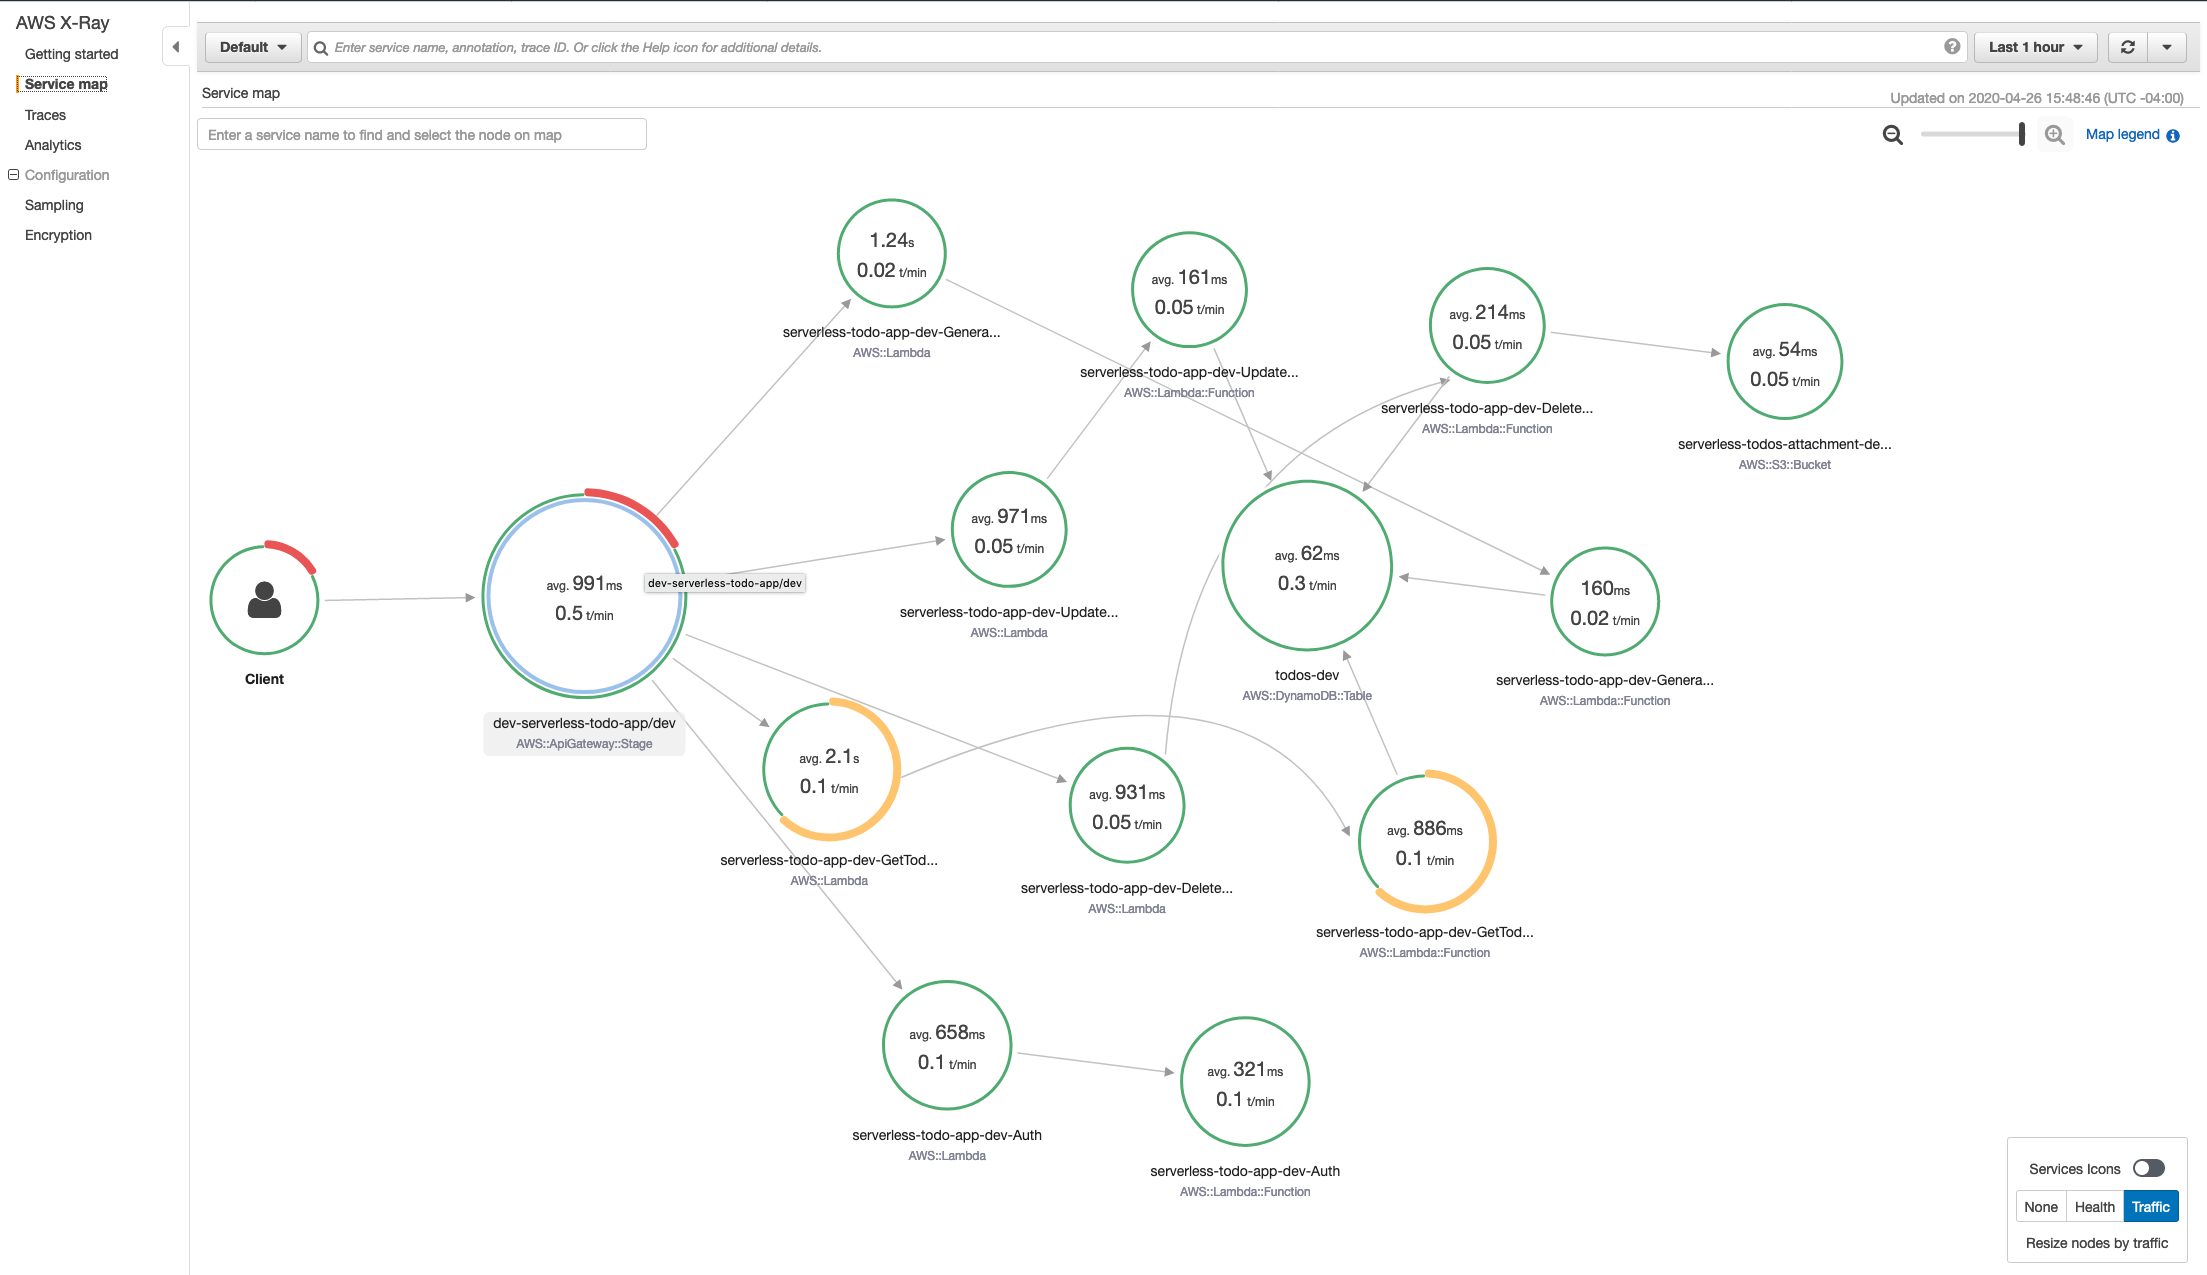 AWS X-Ray
Getting started
Service map
Traces
Analytics
Configuration
Sampling
Encryption
Default
Enter service name, annotation, trace ID. Or click the Help icon for additional details.
?
Last 1 hour
Service map
Updated on 2020-04-26 15:48:46 (UTC -04:00)
Enter a service name to find and select the node on map
Map legend i
1.24s
0.02 t/min
serverless-todo-app-dev-Genera...
AWS::Lambda
avg. 161ms
0.05 t/min
serverless-todo-app-dev-Update...
AWS::Lambda::Function
avg. 214ms
0.05 t/min
serverless-todo-app-dev-Delete...
AWS::Lambda::Function
avg. 54ms
0.05 t/min
serverless-todos-attachment-de...
AWS::S3::Bucket
Client
avg. 991ms
0.5 t/min
dev-serverless-todo-app/dev
dev-serverless-todo-app/dev
AWS::ApiGateway::Stage
avg. 971ms
0.05 t/min
serverless-todo-app-dev-Update...
AWS::Lambda
avg. 62ms
0.3 t/min
todos-dev
AWS::DynamoDB::Table
160ms
0.02 t/min
serverless-todo-app-dev-Genera...
AWS::Lambda::Function
avg. 2.1s
0.1 t/min
serverless-todo-app-dev-GetTod...
AWS::Lambda
avg. 931ms
0.05 t/min
serverless-todo-app-dev-Delete...
AWS::Lambda
avg. 886ms
0.1 t/min
serverless-todo-app-dev-GetTod...
AWS::Lambda::Function
avg. 658ms
0.1 t/min
serverless-todo-app-dev-Auth
AWS::Lambda
avg. 321ms
0.1 t/min
serverless-todo-app-dev-Auth
AWS::Lambda::Function
Services Icons
None Health Traffic
Resize nodes by traffic